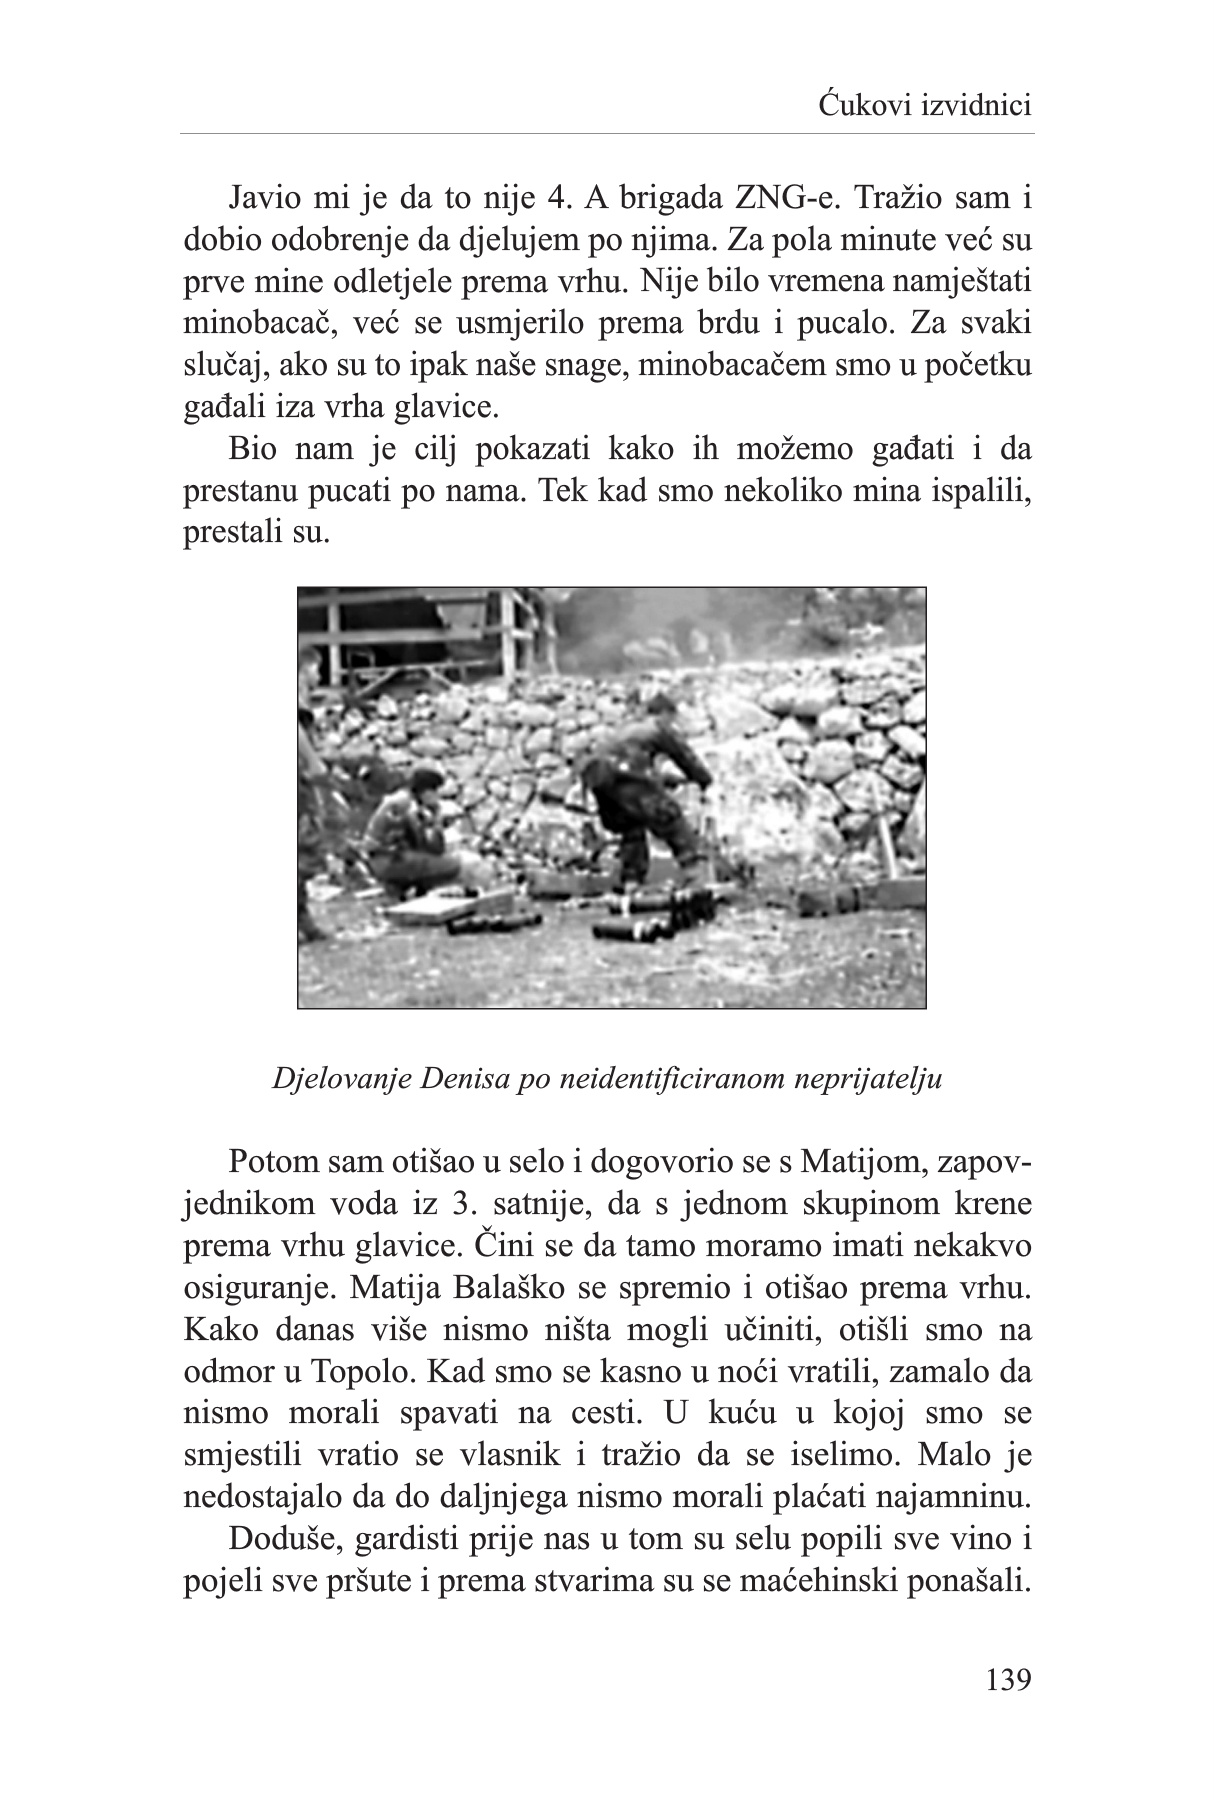 Ćukovi izvidnici
Javio mi je da to nije 4. A brigada ZNG-e. Tražio sam i
dobio odobrenje da djelujem po njima. Za pola minute već su
prve mine odletjele prema vrhu. Nije bilo vremena namještati
minobacač, već se usmjerilo prema brdu i pucalo. Za svaki
slučaj, ako su to ipak naše snage, minobacačem smo u početku
gađali iza vrha glavice.
Bio nam je cilj pokazati kako ih možemo gađati i da
prestanu pucati po nama. Tek kad smo nekoliko mina ispalili,
prestali su.
Djelovanje Denisa po neidentificiranom neprijatelju
Potom sam otišao u selo i dogovorio se s Matijom, zapov-
jednikom voda iz 3. satnije, da s jednom skupinom krene
prema vrhu glavice. Čini se da tamo moramo imati nekakvo
osiguranje. Matija Balaško se spremio i otišao prema vrhu.
Kako danas više nismo ništa mogli učiniti, otišli smo na
odmor u Topolo. Kad smo se kasno u noći vratili, zamalo da
nismo morali spavati na cesti. U kuću u kojoj smo se
smjestili vratio se vlasnik i tražio da se iselimo. Malo je
nedostajalo da do daljnjega nismo morali plaćati najamninu.
Doduše, gardisti prije nas u tom su selu popili sve vino i
pojeli sve pršute i prema stvarima su se maćehinski ponašali.
139